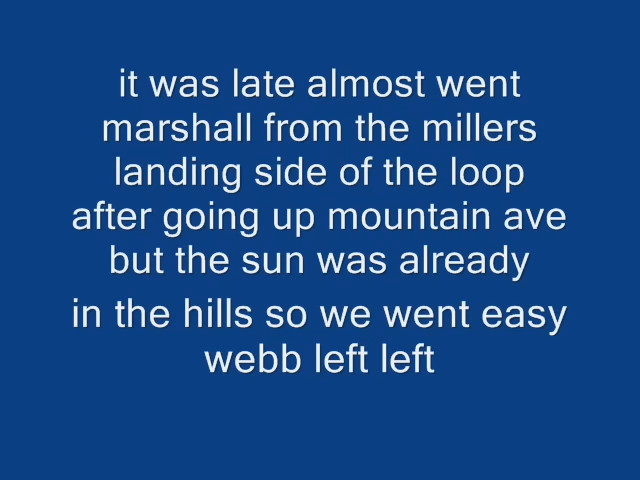 it was late almost went
marshall from the millers
landing side of the loop
after going up mountain ave
but the sun was already
in the hills so we went easy
webb left left